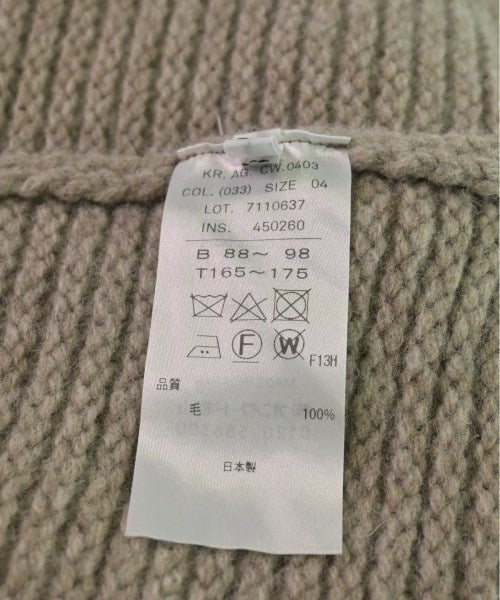 KR. AG. CW.0403
COL. (033) SIZE 04
LOT. 7110637
INS. 450260
B 88～ 98
T165～175
F W F13H
品質
毛 100%
日本製